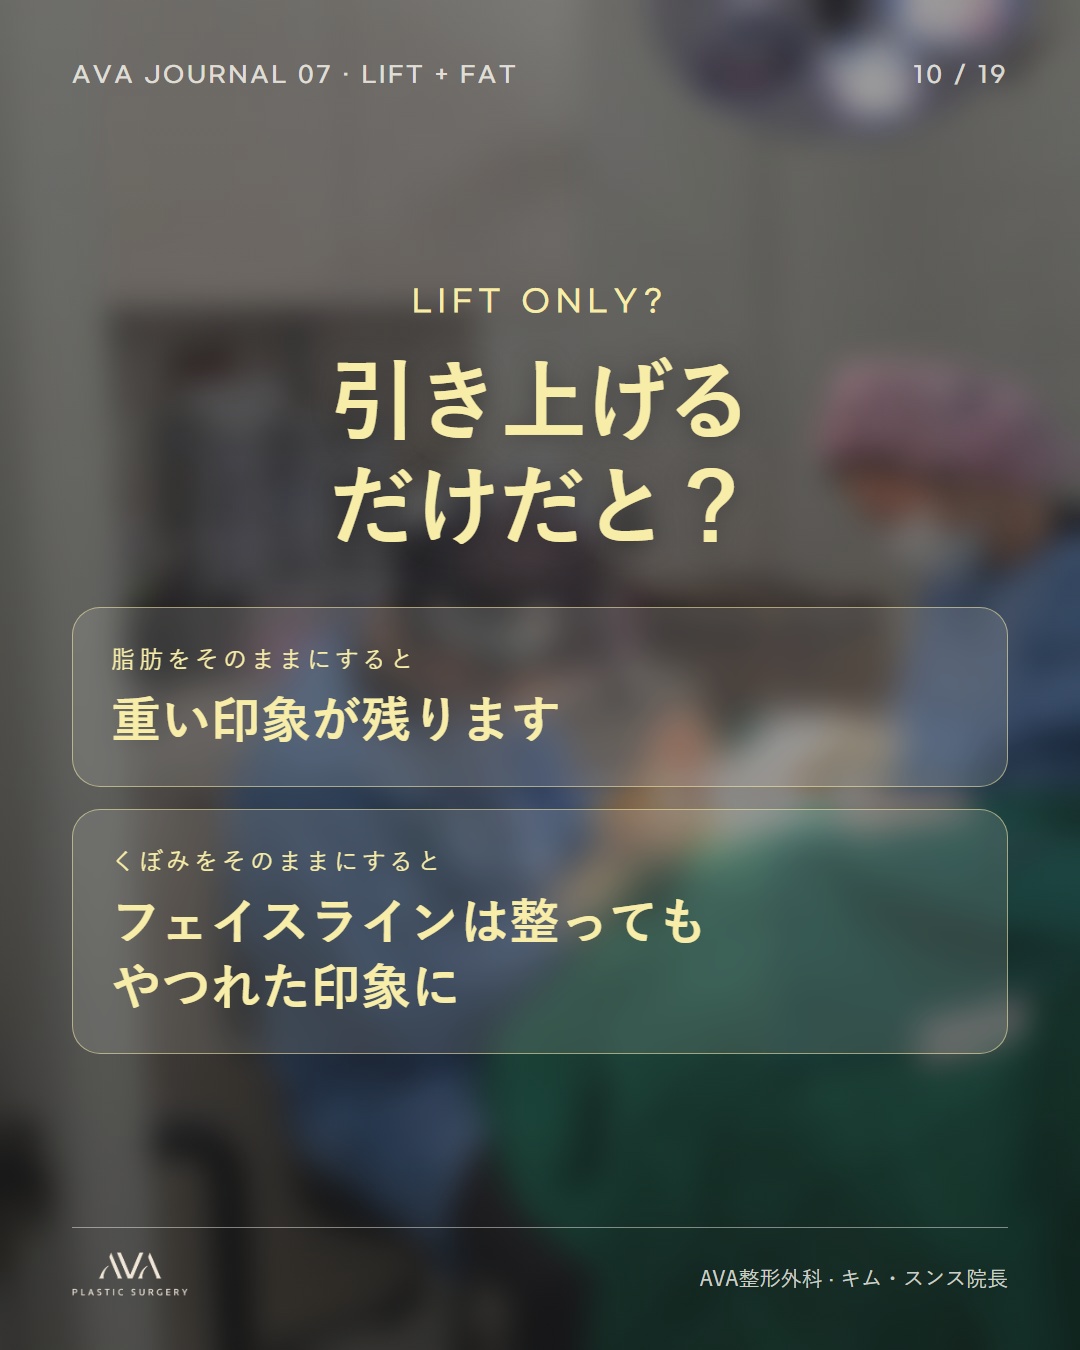 AVA JOURNAL 07 · LIFT + FAT
10 / 19
LIFT ONLY?
引き上げる
だけだと？
脂肪をそのままにすると
重い印象が残ります
くぼみをそのままにすると
フェイスラインは整っても
やつれた印象に
AVA
PLASTIC SURGERY
AVA整形外科 · キム・スンス院長